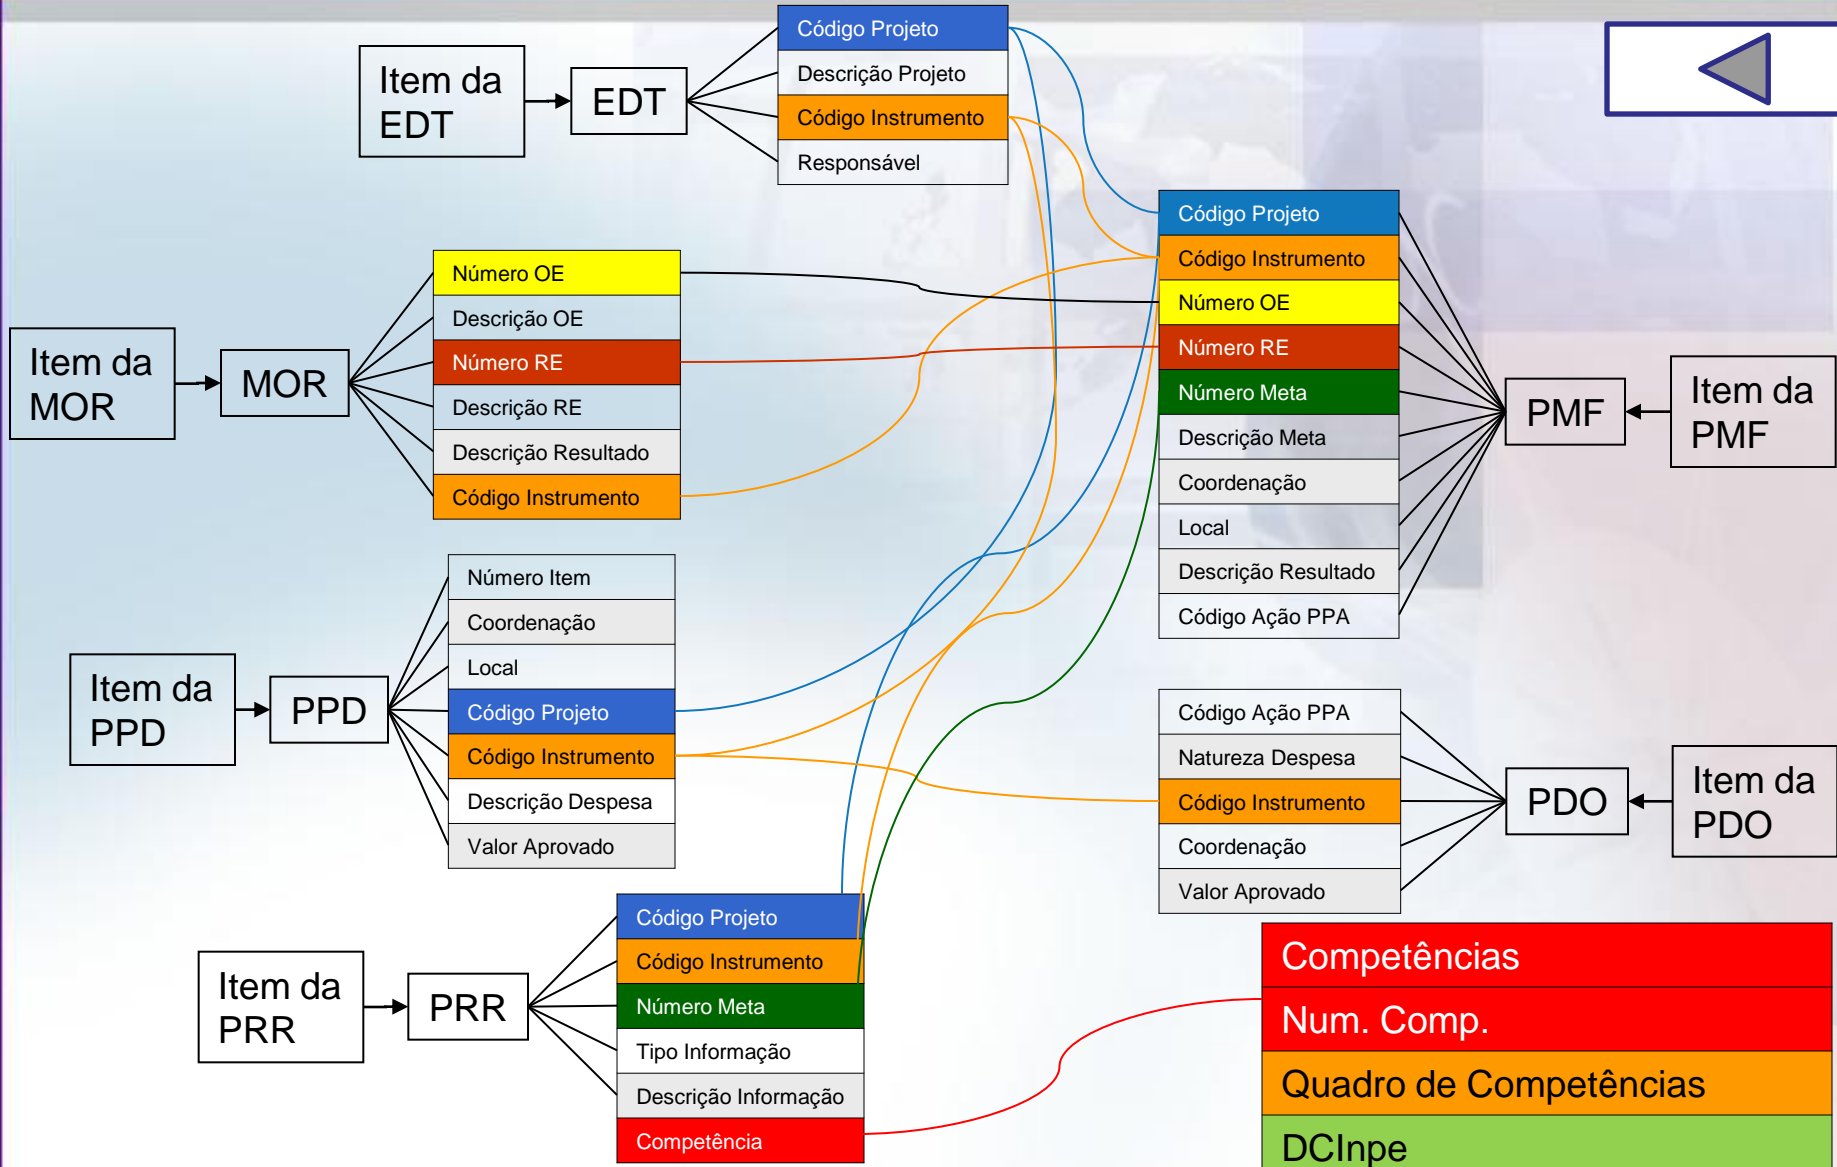 Item da
EDT
EDT
Código Projeto
Descrição Projeto
Código Instrumento
Responsável
Item da
MOR
MOR
Número OE
Descrição OE
Número RE
Descrição RE
Descrição Resultado
Código Instrumento
Código Projeto
Código Instrumento
Número OE
Número RE
Número Meta
Descrição Meta
Coordenação
Local
Descrição Resultado
Código Ação PPA
PMF
Item da
PMF
Item da
PPD
PPD
Número Item
Coordenação
Local
Código Projeto
Código Instrumento
Descrição Despesa
Valor Aprovado
Código Ação PPA
Natureza Despesa
Código Instrumento
Coordenação
Valor Aprovado
PDO
Item da
PDO
Item da
PRR
PRR
Código Projeto
Código Instrumento
Número Meta
Tipo Informação
Descrição Informação
Competência
Competências
Num. Comp.
Quadro de Competências
DCInpe